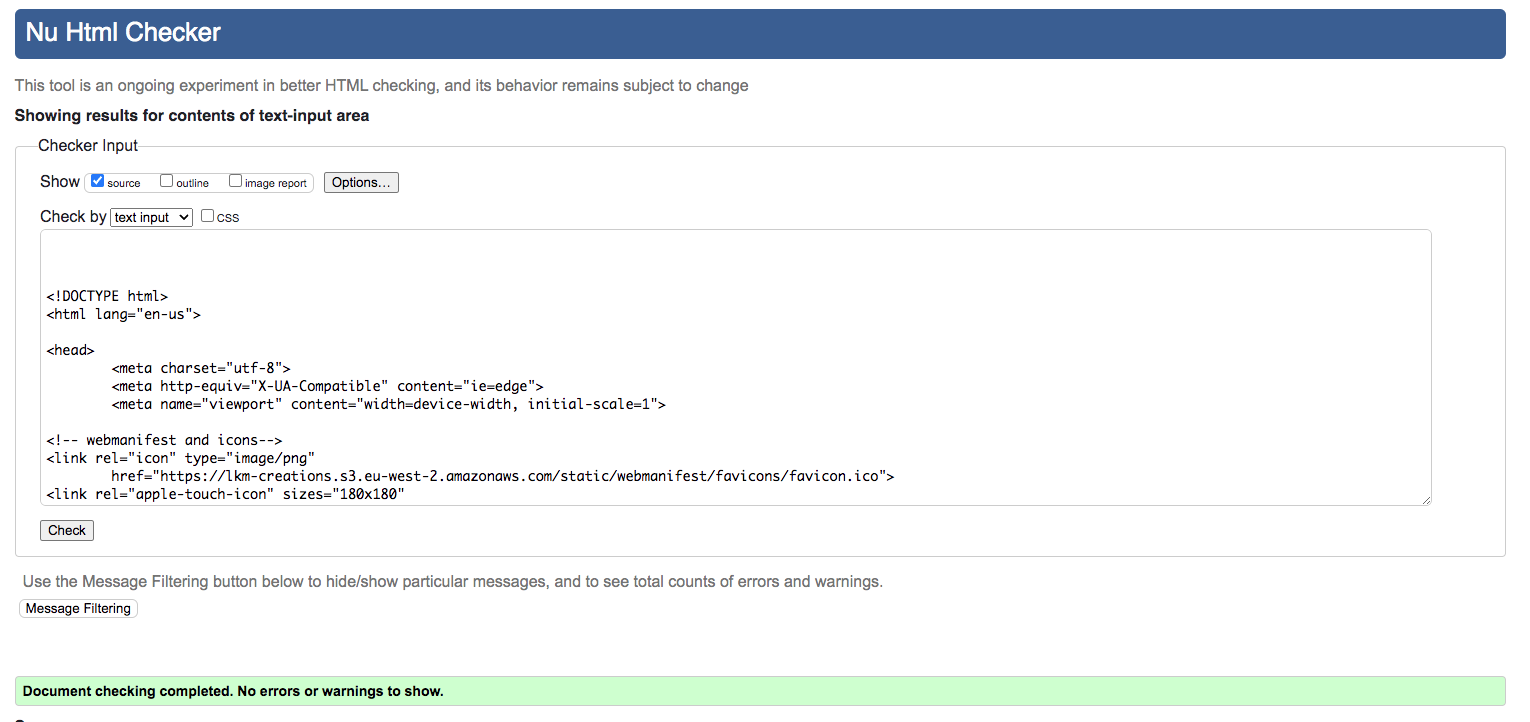 Nu Html Checker
This tool is an ongoing experiment in better HTML checking, and its behavior remains subject to change
Showing results for contents of text-input area
Checker Input
Show source outline image report Options...
Check by text input css
<!DOCTYPE html>
<html lang="en-us">
<head>
<meta charset="utf-8">
<meta http-equiv="X-UA-Compatible" content="ie=edge">
<meta name="viewport" content="width=device-width, initial-scale=1">
<!-- webmanifest and icons-->
<link rel="icon" type="image/png"
href="https://lkm-creations.s3.eu-west-2.amazonaws.com/static/webmanifest/favicons/favicon.ico">
<link rel="apple-touch-icon" sizes="180x180"
Check
Use the Message Filtering button below to hide/show particular messages, and to see total counts of errors and warnings.
Message Filtering
Document checking completed. No errors or warnings to show.